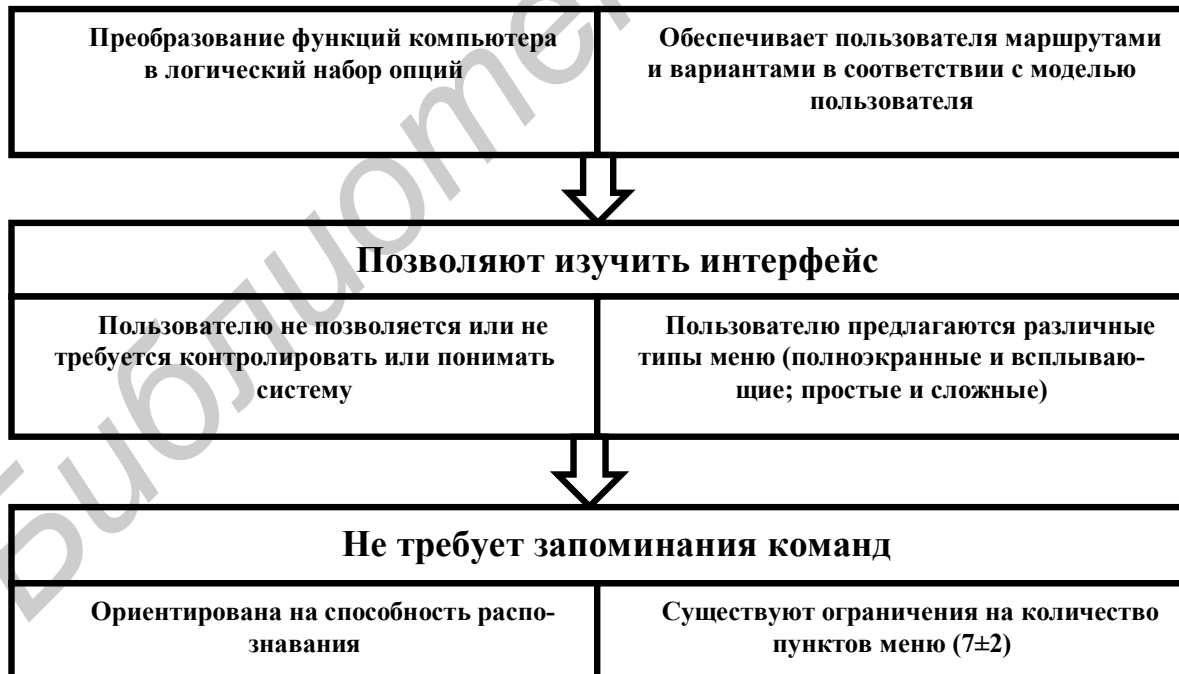 Преобразование функций компьютера
в логический набор опций
Обеспечивает пользователя маршрутами
и вариантами в соответствии с моделью
пользователя
Позволяют изучить интерфейс
Пользователю не позволяется или не
требуется контролировать или понимать
систему
Пользователю предлагаются различные
типы меню (полноэкранные и всплываю-
щие; простые и сложные)
Не требует запоминания команд
Ориентирована на способность распо-
знавания
Существуют ограничения на количество
пунктов меню (7±2)